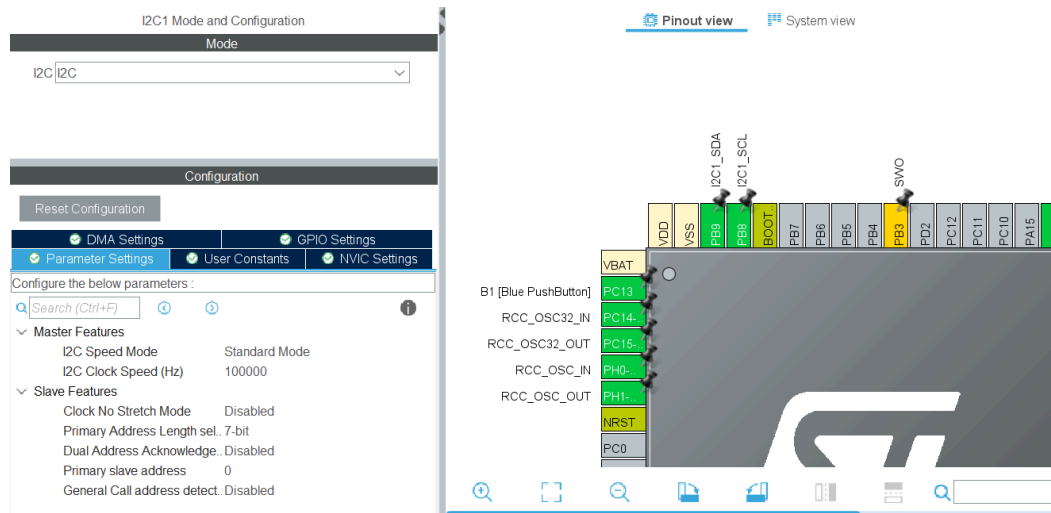 I2C1 Mode and Configuration
Mode
I2C I2C
Configuration
Reset Configuration
DMA Settings
GPIO Settings
Parameter Settings
User Constants
NVIC Settings
Configure the below parameters :
Search (Ctrl+F)
Master Features
I2C Speed Mode Standard Mode
I2C Clock Speed (Hz) 100000
Slave Features
Clock No Stretch Mode Disabled
Primary Address Length sel.. 7-bit
Dual Address Acknowledge.. Disabled
Primary slave address 0
General Call address detect.. Disabled
Pinout view
System view
I2C1_SDA
I2C1_SCL
SWO
VDD
VSS
PB9
PB8
BOOT..
PB7
PB6
PB5
PB4
PB3
PD2
PC12
PC11
PC10
PA15
VBAT
B1 [Blue PushButton] PC13
RCC_OSC32_IN PC14-..
RCC_OSC32_OUT PC15-..
RCC_OSC_IN PH0-..
RCC_OSC_OUT PH1-..
NRST
PC0